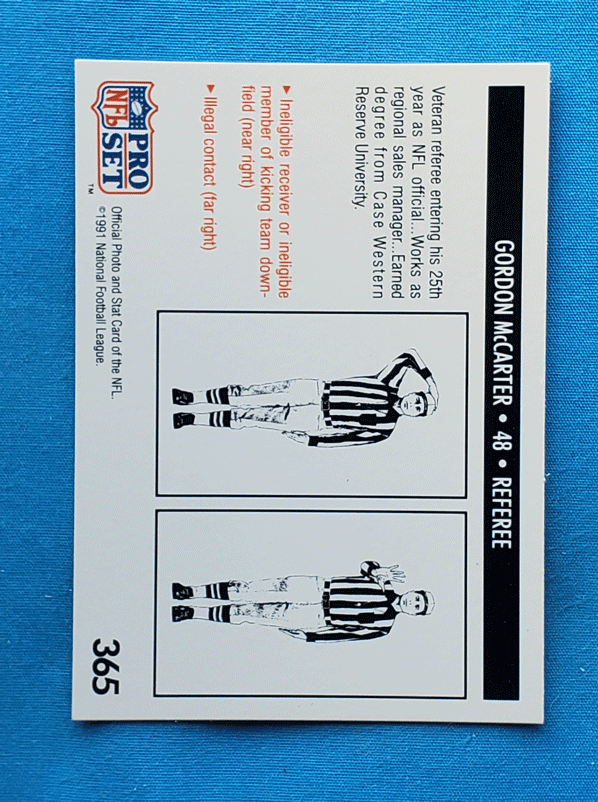 GORDON McCARTER • 48 • REFEREE
Veteran referee entering his 25th
year as NFL official...Works as
regional sales manager...Earned
degree from Case Western
Reserve University.
▸ Ineligible receiver or ineligible
member of kicking team down-
field (near right)
▸ Illegal contact (far right)
NFL PRO SET ™
Official Photo and Stat Card of the NFL.
©1991 National Football League.
365